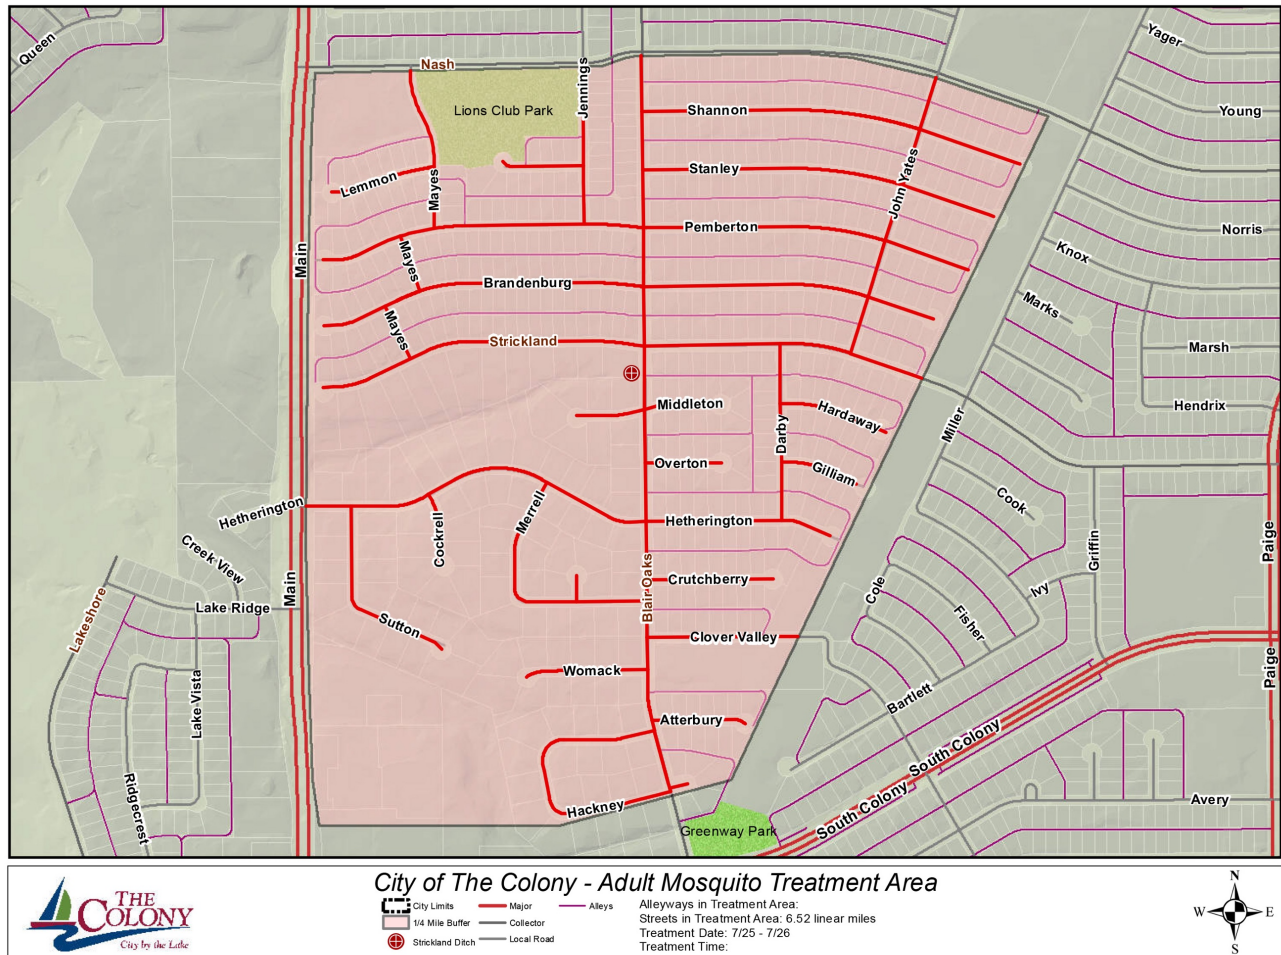 Queen
Nash
Jennings
Yager
Lions Club Park
Shannon
Young
Lemmon
Mayes
Stanley
John Yates
Main
Mayes
Pemberton
Norris
Knox
Brandenburg
Marks
Mayes
Strickland
Marsh
Middleton
Hardaway
Hendrix
Darby
Miller
Overton
Gilliam
Hetherington
Cockrell
Merrell
Hetherington
Cook
Griffin
Paige
Creek View
Main
Blair Oaks
Crutchberry
Cole
Ivy
Lakeshore
Lake Ridge
Sutton
Clover Valley
Fisher
Womack
Paige
Lake Vista
Bartlett
Atterbury
South Colony
Ridgecrest
Hackney
South Colony
Avery
Greenway Park
City of The Colony - Adult Mosquito Treatment Area
THE
COLONY
City by the Lake
City Limits
Major
Alleys
1/4 Mile Buffer
Collector
Strickland Ditch
Local Road
Alleyways in Treatment Area:
Streets in Treatment Area: 6.52 linear miles
Treatment Date: 7/25 - 7/26
Treatment Time:
N
W
E
S